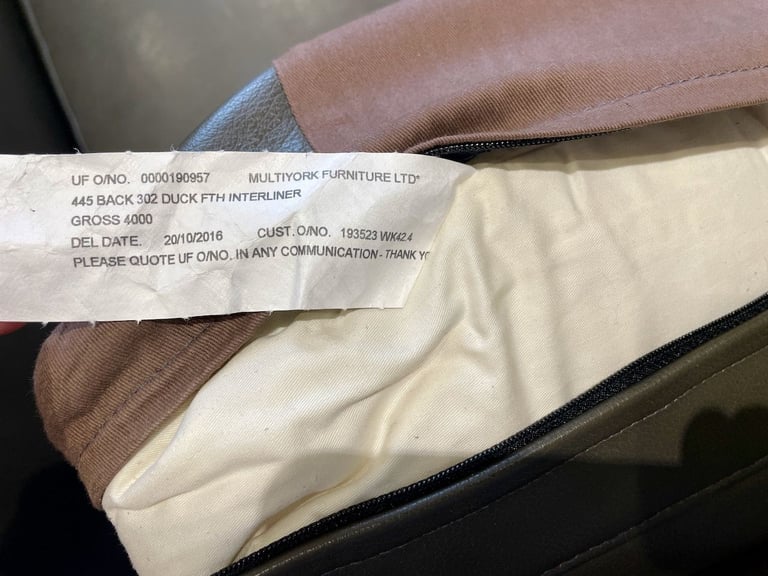 UF O/NO. 0000190957 MULTIYORK FURNITURE LTD*
445 BACK 302 DUCK FTH INTERLINER
GROSS 4000
DEL DATE. 20/10/2016 CUST. O/NO. 193523 WK42.4
PLEASE QUOTE UF O/NO. IN ANY COMMUNICATION - THANK